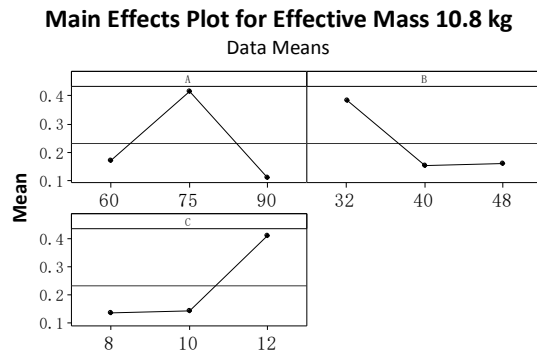 Main Effects Plot for Effective Mass 10.8 kg
Data Means
A B
0.4
0.3
0.2
0.1
60 75 90 32 40 48
Mean
C
0.4
0.3
0.2
0.1
8 10 12